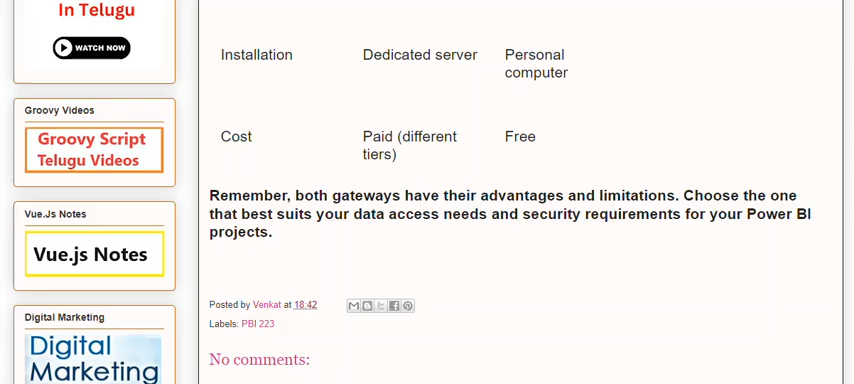 In Telugu
WATCH NOW
Groovy Videos
Groovy Script
Telugu Videos
Vue.Js Notes
Vue.js Notes
Digital Marketing
Digital
Marketing
Installation
Dedicated server
Personal
computer
Cost
Paid (different
tiers)
Free
Remember, both gateways have their advantages and limitations. Choose the one
that best suits your data access needs and security requirements for your Power BI
projects.
Posted by Venkat at 18:42
Labels: PBI 223
No comments: